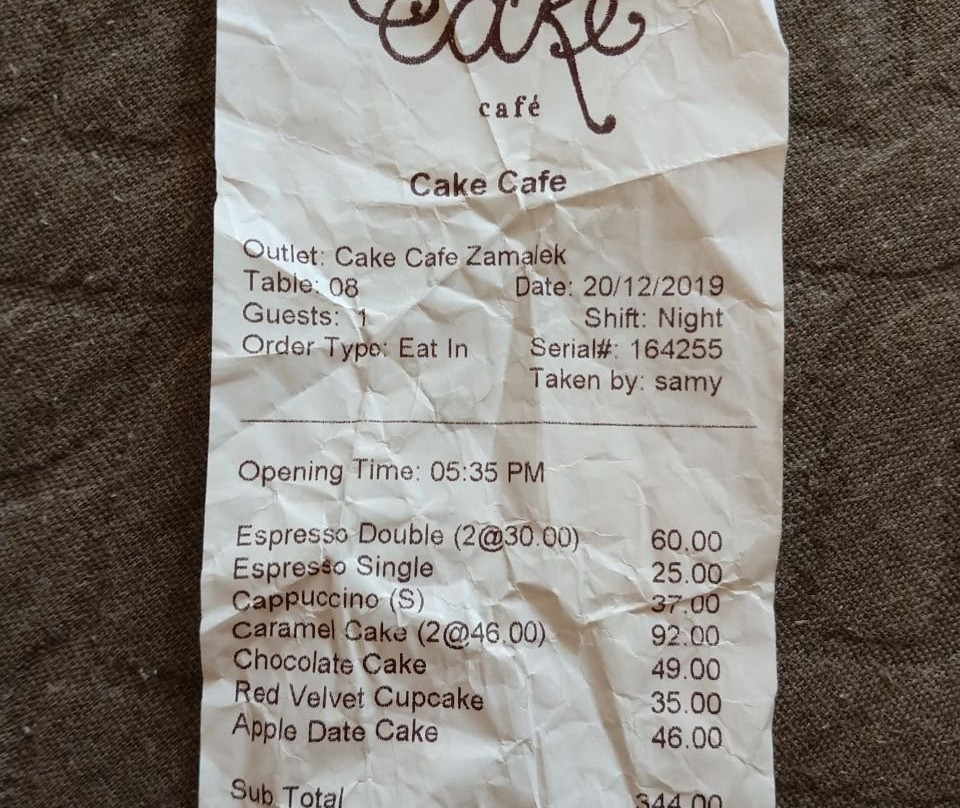 Cake
café
Cake Cafe
Outlet: Cake Cafe Zamalek
Table: 08 Date: 20/12/2019
Guests: 1 Shift: Night
Order Type: Eat In Serial#: 164255
Taken by: samy
Opening Time: 05:35 PM
Espresso Double (2@30.00) 60.00
Espresso Single 25.00
Cappuccino (S) 37.00
Caramel Cake (2@46.00) 92.00
Chocolate Cake 49.00
Red Velvet Cupcake 35.00
Apple Date Cake 46.00
Sub Total 344.00